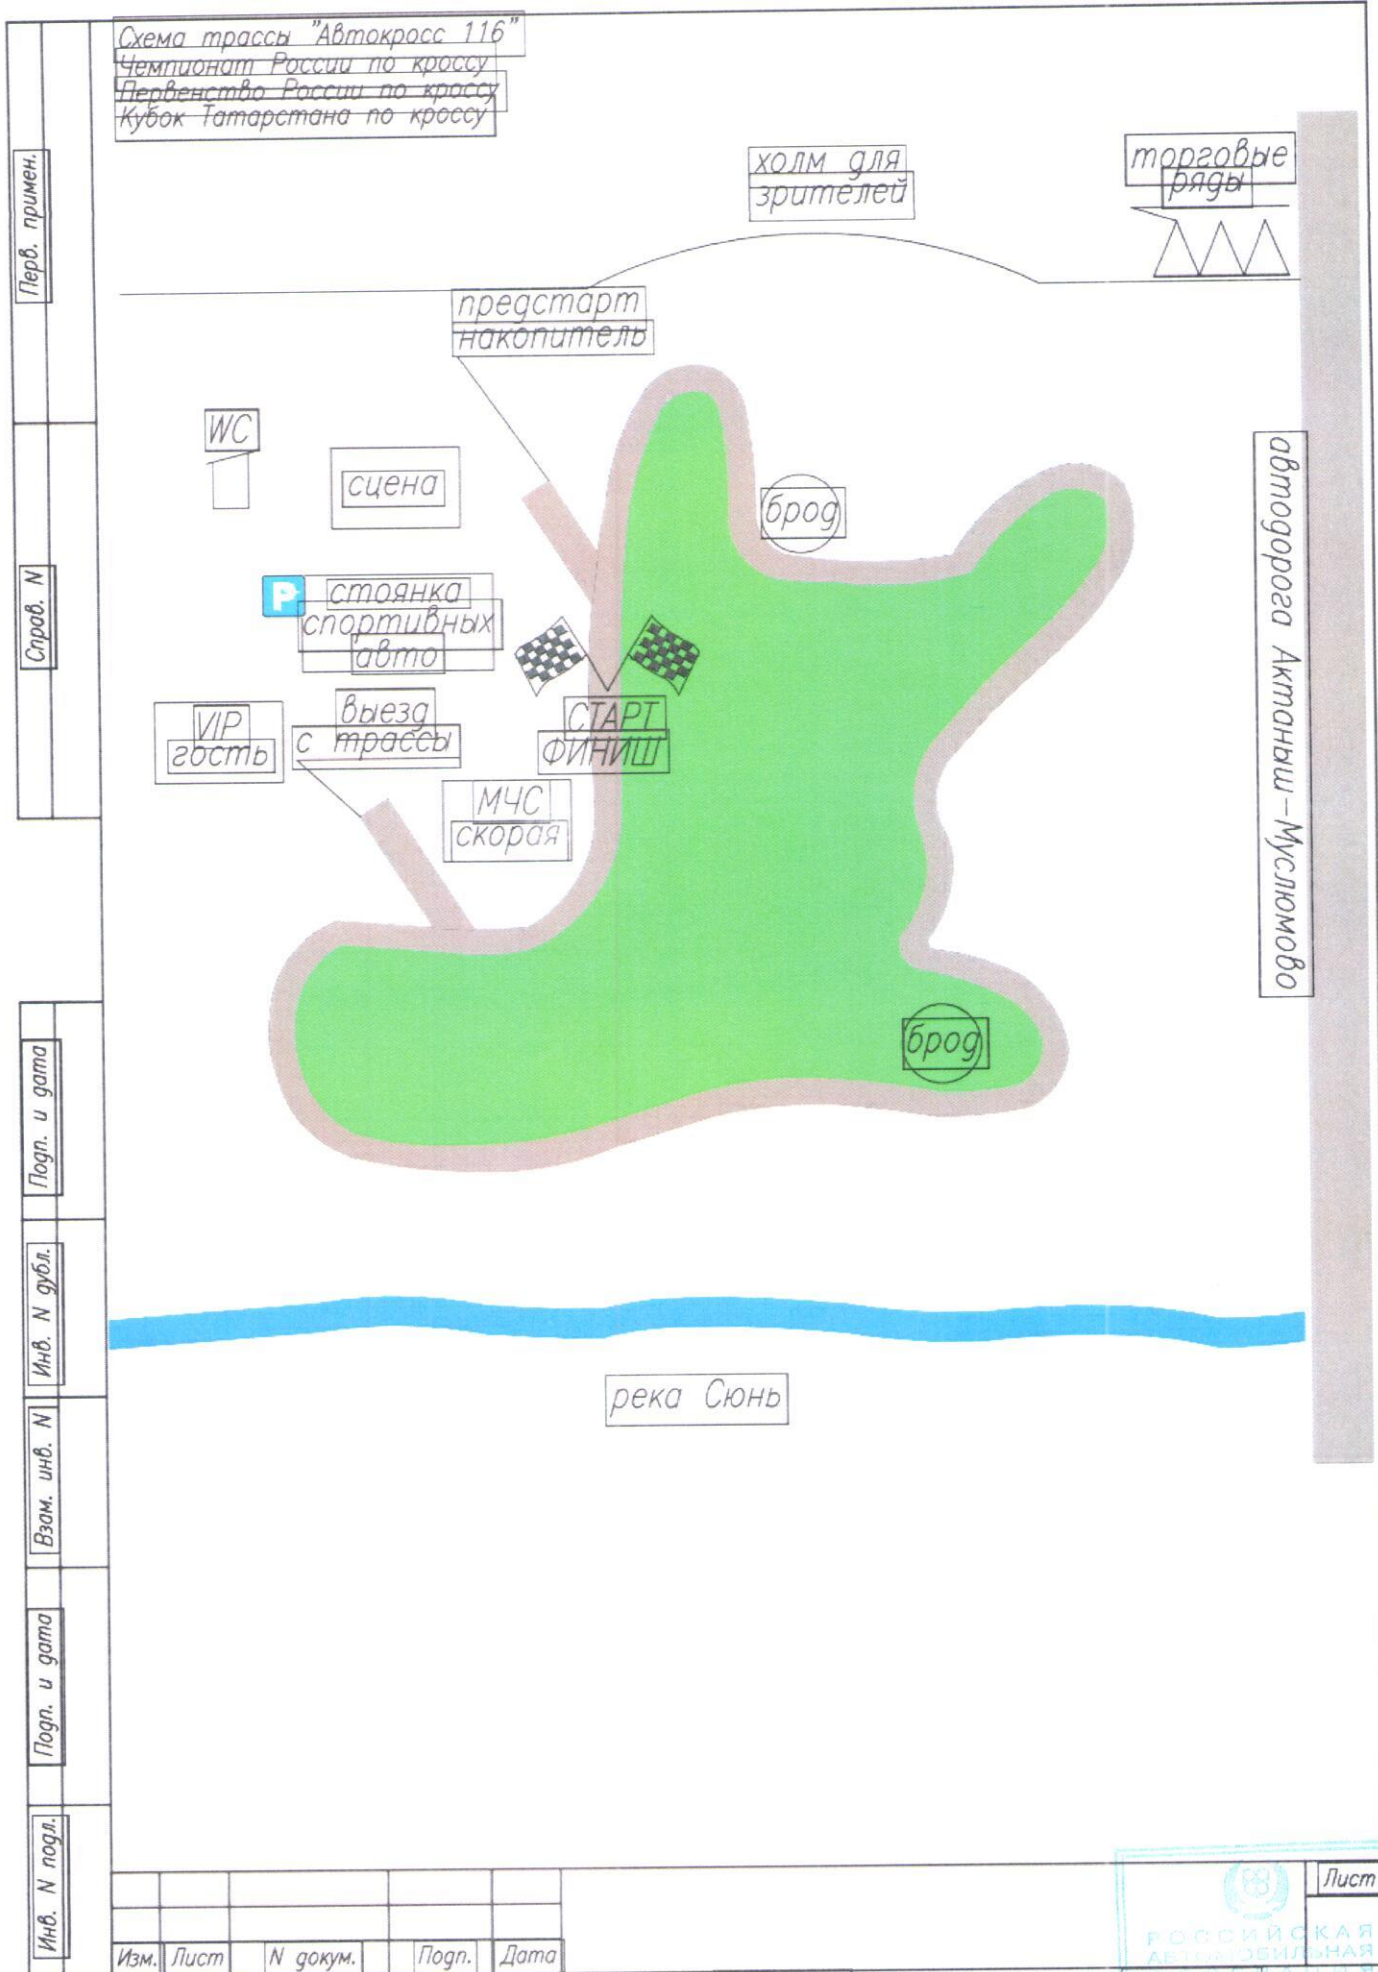 Схема трассы "Автокросс 116"
Чемпионат России по кроссу
Первенство России по кроссу
Кубок Татарстана по кроссу
холм для
зрителей
торговые
ряды
предстарт
накопитель
WC
сцена
брод
P
стоянка
спортивных
авто
СТАРТ
ФИНИШ
VIP
гость
выезд
с трассы
МЧС
скорая
автодорога Актаныш-Муслюмово
брод
река Сюнь
Перв. примен.
Справ. N
Подп. и дата
Инв. N дубл.
Взам. инв. N
Подп. и дата
Инв. N подл.
Изм. Лист N докум. Подп. Дата
Лист
РОССИЙСКАЯ
АВТОМОБИЛЬНАЯ